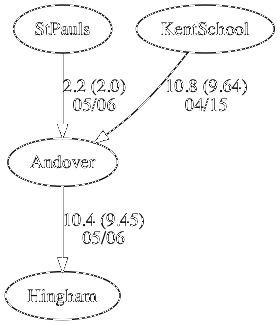 StPauls
KentSchool
2.2 (2.0)
05/06
10.8 (9.64)
04/15
Andover
10.4 (9.45)
05/06
Hingham